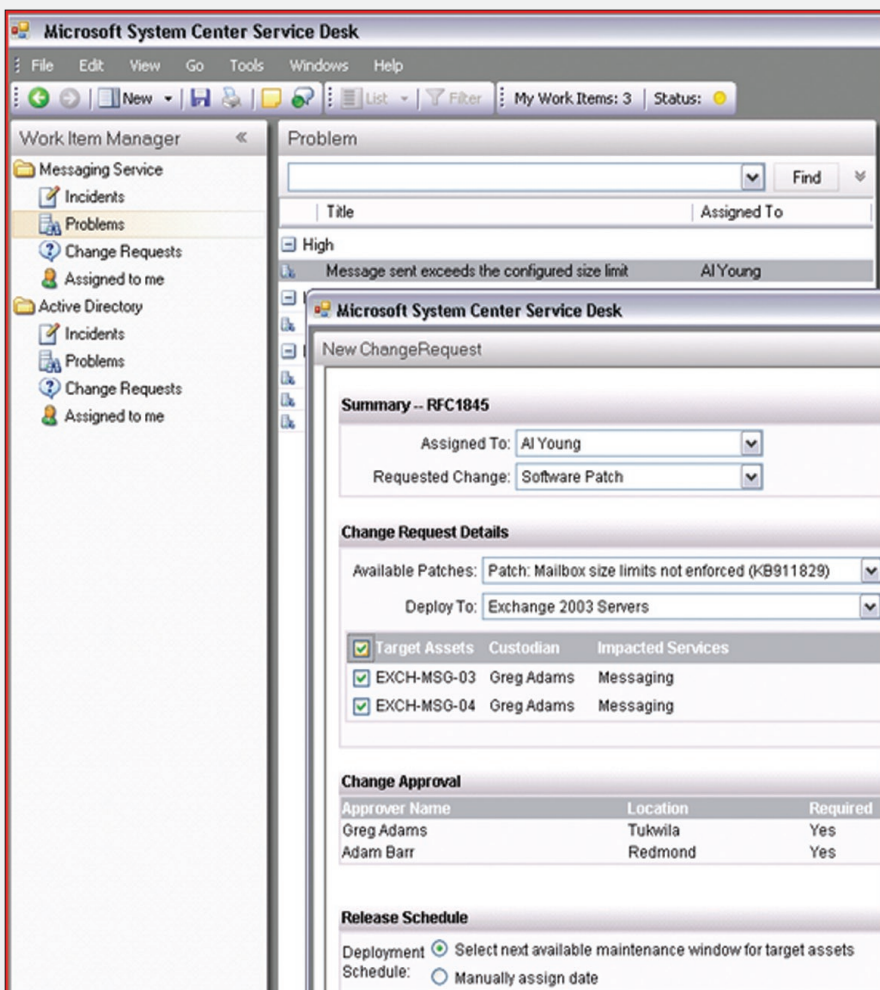 Microsoft System Center Service Desk
File Edit View Go Tools Windows Help
New List Filter My Work Items: 3 Status:
Work Item Manager
Messaging Service
Incidents
Problems
Change Requests
Assigned to me
Active Directory
Incidents
Problems
Change Requests
Assigned to me
Problem
Find
Title Assigned To
High
Message sent exceeds the configured size limit Al Young
Microsoft System Center Service Desk
New ChangeRequest
Summary -- RFC1845
Assigned To: Al Young
Requested Change: Software Patch
Change Request Details
Available Patches: Patch: Mailbox size limits not enforced (KB911829)
Deploy To: Exchange 2003 Servers
Target Assets Custodian Impacted Services
EXCH-MSG-03 Greg Adams Messaging
EXCH-MSG-04 Greg Adams Messaging
Change Approval
Approver Name Location Required
Greg Adams Tukwila Yes
Adam Barr Redmond Yes
Release Schedule
Deployment Schedule:
Select next available maintenance window for target assets
Manually assign date